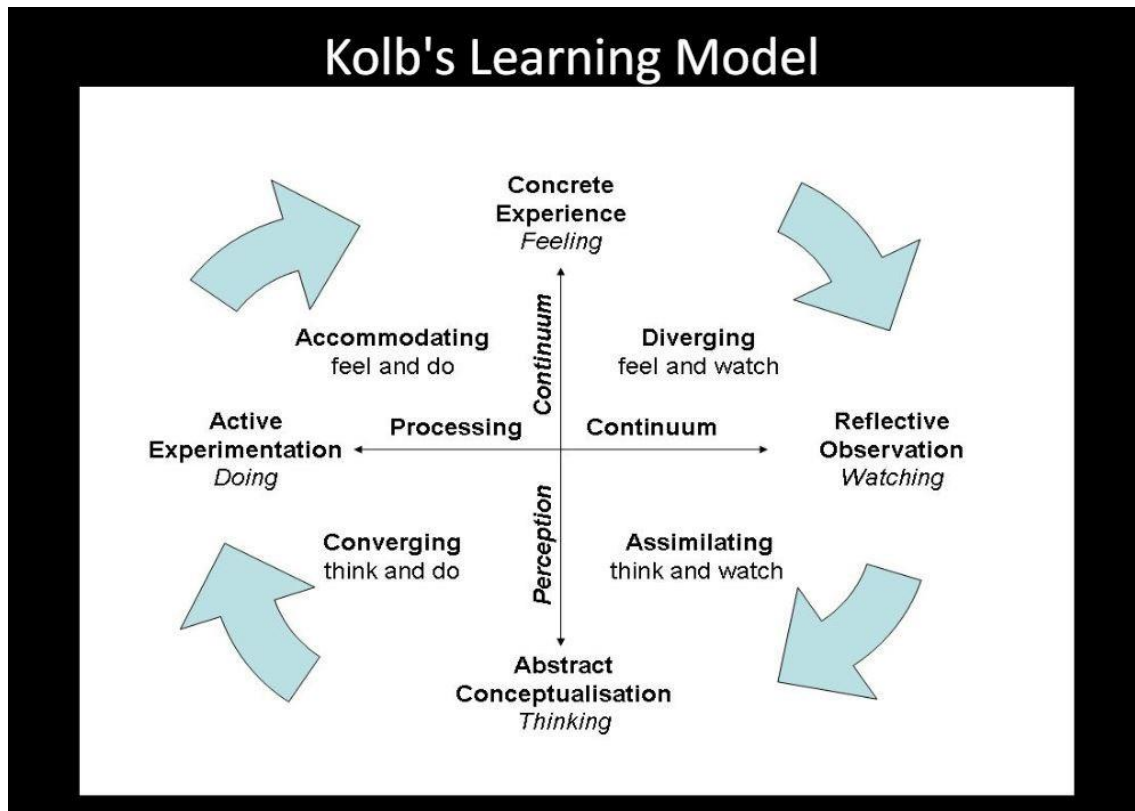 Kolb's Learning Model
Concrete
Experience
Feeling
Accommodating
feel and do
Continuum
Diverging
feel and watch
Active
Experimentation
Doing
Processing
Continuum
Reflective
Observation
Watching
Converging
think and do
Perception
Assimilating
think and watch
Abstract
Conceptualisation
Thinking